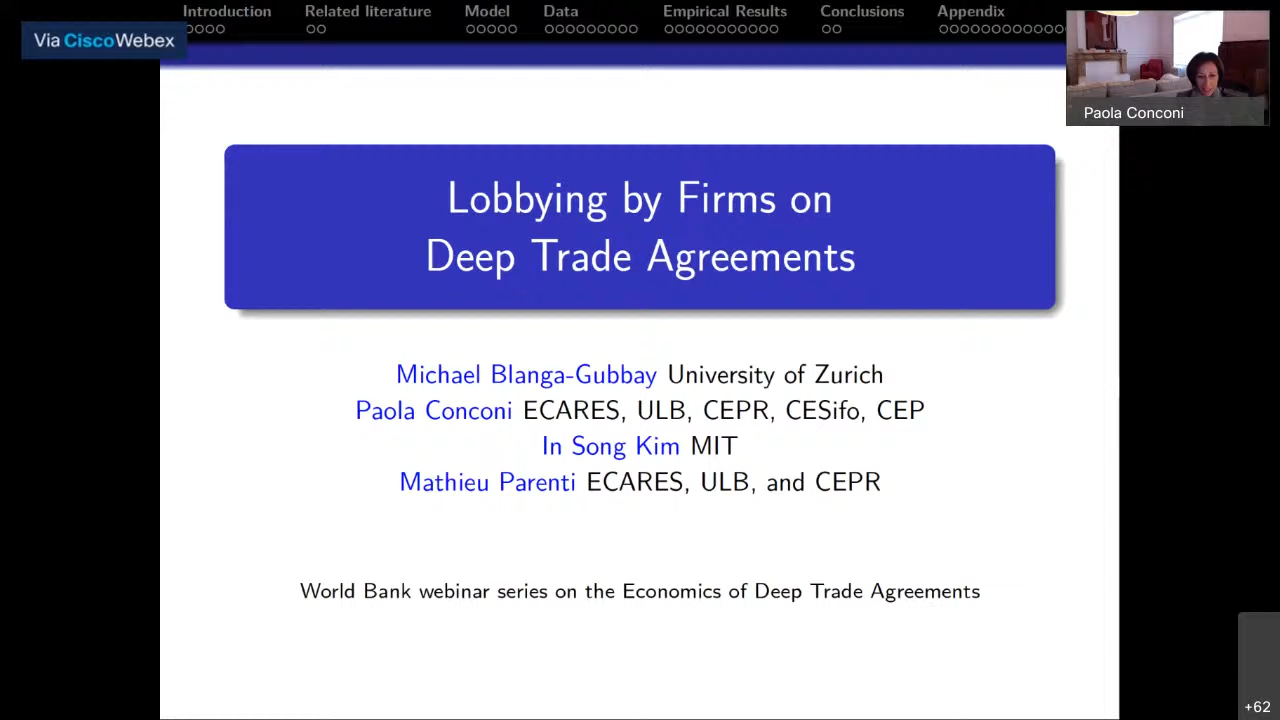 Introduction Related literature Model Data Empirical Results Conclusions Appendix
Via CiscoWebex
Paola Conconi
Lobbying by Firms on
Deep Trade Agreements
Michael Blanga-Gubbay University of Zurich
Paola Conconi ECARES, ULB, CEPR, CESifo, CEP
In Song Kim MIT
Mathieu Parenti ECARES, ULB, and CEPR
World Bank webinar series on the Economics of Deep Trade Agreements
+62